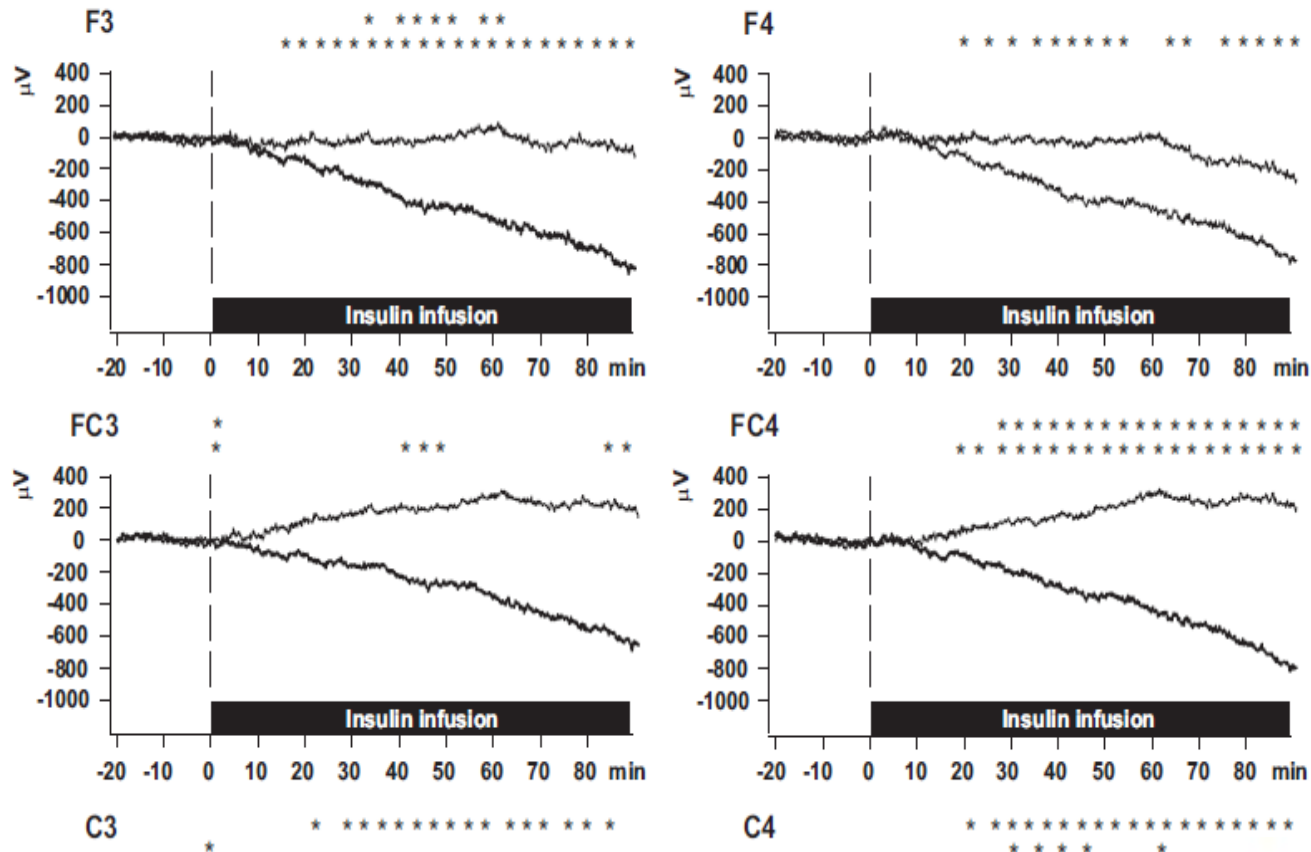 F3
* * * * * * *
* * * * * * * * * * * * * * * * * * * * * *
µV
400
200
0
-200
-400
-600
-800
-1000
Insulin infusion
-20 -10 0 10 20 30 40 50 60 70 80 min
F4
* * * * * * * * * * * * * * * *
µV
400
200
0
-200
-400
-600
-800
-1000
Insulin infusion
-20 -10 0 10 20 30 40 50 60 70 80 min
FC3
*
* * * * * *
µV
400
200
0
-200
-400
-600
-800
-1000
Insulin infusion
-20 -10 0 10 20 30 40 50 60 70 80 min
FC4
* * * * * * * * * * * * * * * * * *
* * * * * * * * * * * * * * * * * * * *
µV
400
200
0
-200
-400
-600
-800
-1000
Insulin infusion
-20 -10 0 10 20 30 40 50 60 70 80 min
C3
* * * * * * * * * * * * * * * * *
*
C4
* * * * * * * * * * * * * * * * * * *
* * * * *